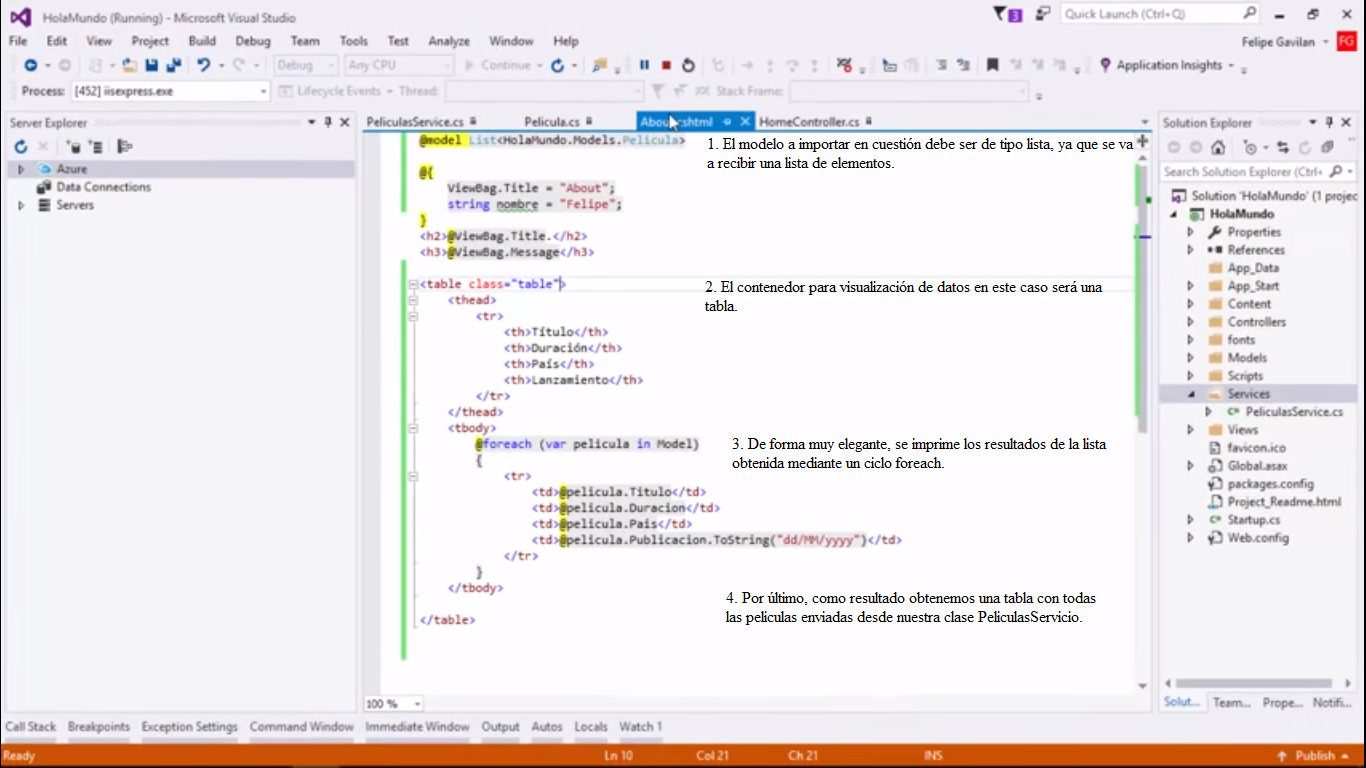 HolaMundo (Running) - Microsoft Visual Studio
3
Quick Launch (Ctrl+Q)
File Edit View Project Build Debug Team Tools Test Analyze Window Help
Felipe Gavilan
FG
Debug Any CPU Continue Application Insights
Process: [452] iisexpress.exe Lifecycle Events Thread: Stack Frame:
Server Explorer
Azure
Data Connections
Servers
PeliculasService.cs Pelicula.cs HomeController.cs
@model List<HolaMundo.Models.Pelicula>
1. El modelo a importar en cuestión debe ser de tipo lista, ya que se va
a recibir una lista de elementos.
@{
ViewBag.Title = "About";
string nombre = "Felipe";
}
<h2>@ViewBag.Title.</h2>
<h3>@ViewBag.Message</h3>
<table class="table">
2. El contenedor para visualización de datos en este caso será una
tabla.
<thead>
<tr>
<th>Título</th>
<th>Duración</th>
<th>País</th>
<th>Lanzamiento</th>
</tr>
</thead>
<tbody>
@foreach (var pelicula in Model)
3. De forma muy elegante, se imprime los resultados de la lista
obtenida mediante un ciclo foreach.
{
<tr>
<td>@pelicula.Titulo</td>
<td>@pelicula.Duracion</td>
<td>@pelicula.Pais</td>
<td>@pelicula.Publicacion.ToString("dd/MM/yyyy")</td>
</tr>
}
</tbody>
4. Por último, como resultado obtenemos una tabla con todas
las peliculas enviadas desde nuestra clase PeliculasServicio.
</table>
100 %
Solution Explorer
Search Solution Explorer (Ctrl+
Solution 'HolaMundo' (1 projec
HolaMundo
Properties
References
App_Data
App_Start
Content
Controllers
fonts
Models
Scripts
Services
PeliculasService.cs
Views
favicon.ico
Global.asax
packages.config
Project_Readme.html
Startup.cs
Web.config
Solut... Team... Prope... Notifi...
Call Stack Breakpoints Exception Settings Command Window Immediate Window Output Autos Locals Watch 1
Ready Ln 10 Col 21 Ch 21 INS Publish